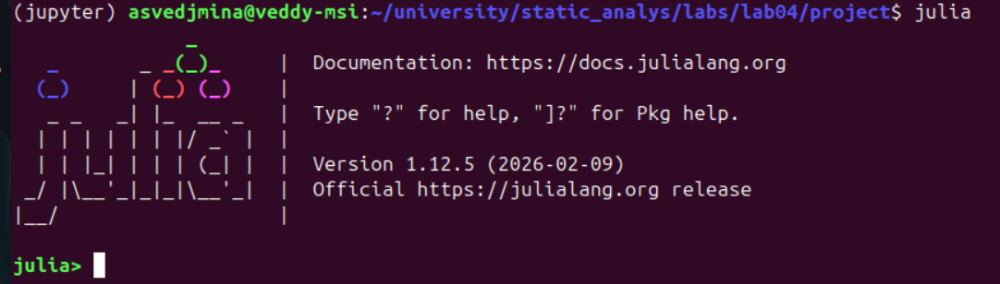 (jupyter) asvedjmina@veddy-msi:~/university/static_analys/labs/lab04/project$ julia
               _
   _       _ _(_)_     |  Documentation: https://docs.julialang.org
  (_)     | (_) (_)    |
   _ _   _| |_  __ _   |  Type "?" for help, "]?" for Pkg help.
  | | | | | | |/ _` |  |
  | | |_| | | | (_| |  |  Version 1.12.5 (2026-02-09)
 _/ |\__'_|_|_|\__'_|  |  Official https://julialang.org release
|__/                   |
julia>